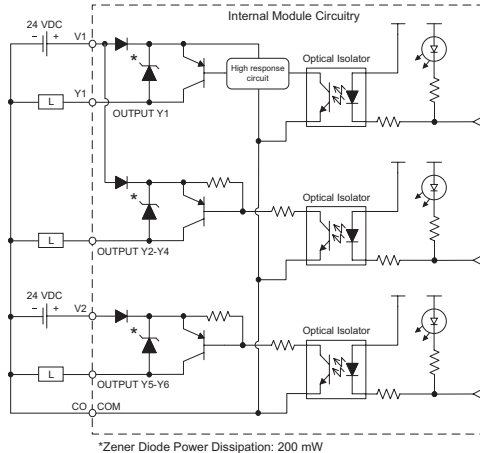 Internal Module Circuitry
24 VDC
− +
V1
*
High response
circuit
Optical Isolator
L
Y1
OUTPUT Y1
Optical Isolator
*
L
OUTPUT Y2-Y4
24 VDC
− +
V2
Optical Isolator
*
L
OUTPUT Y5-Y6
CO
COM
*Zener Diode Power Dissipation: 200 mW